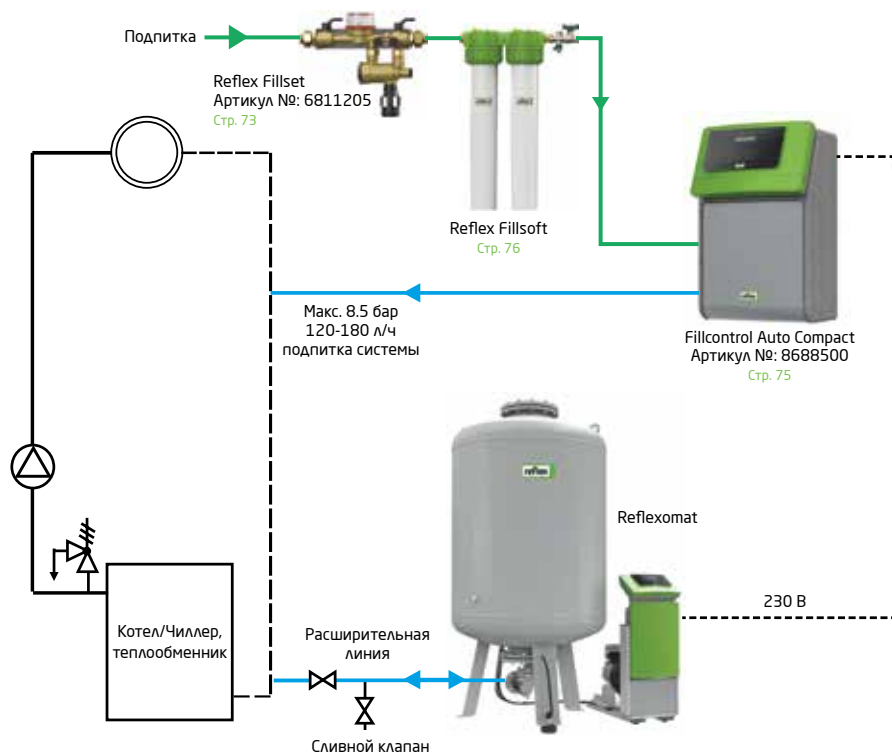 Подпитка
Reflex Fillset
Артикул №: 6811205
Стр. 73
Reflex Fillsoft
Стр. 76
Макс. 8.5 бар
120-180 л/ч
подпитка системы
Fillcontrol Auto Compact
Артикул №: 8688500
Стр. 75
reflex
Reflexomat
230 В
Котел/Чиллер,
теплообменник
Расширительная
линия
Сливной клапан